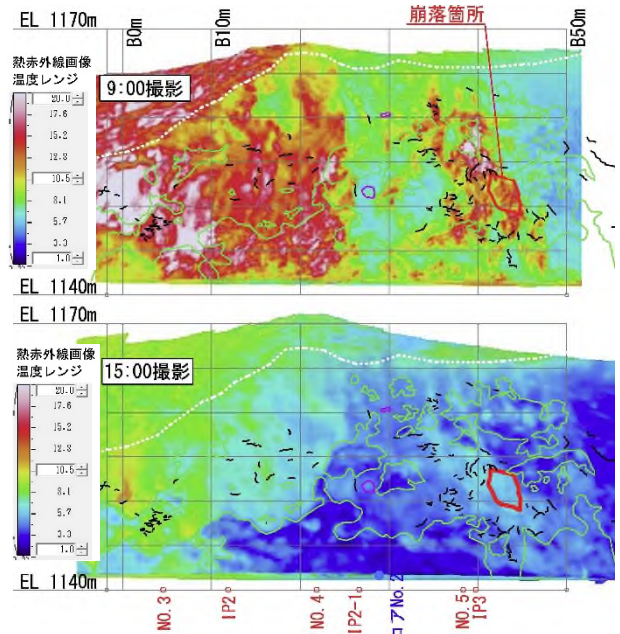 崩落箇所
EL 1170m
B0m
B10m
B50m
熱赤外線画像
温度レンジ
9:00撮影
20.0
17.6
15.2
12.8
10.5
8.1
5.7
3.3
1.0
EL 1140m
EL 1170m
熱赤外線画像
温度レンジ
15:00撮影
20.0
17.6
15.2
12.8
10.5
8.1
5.7
3.3
1.0
EL 1140m
NO.3
IP2
NO.4
IP2-1
コアNo.2
NO.5
IP3